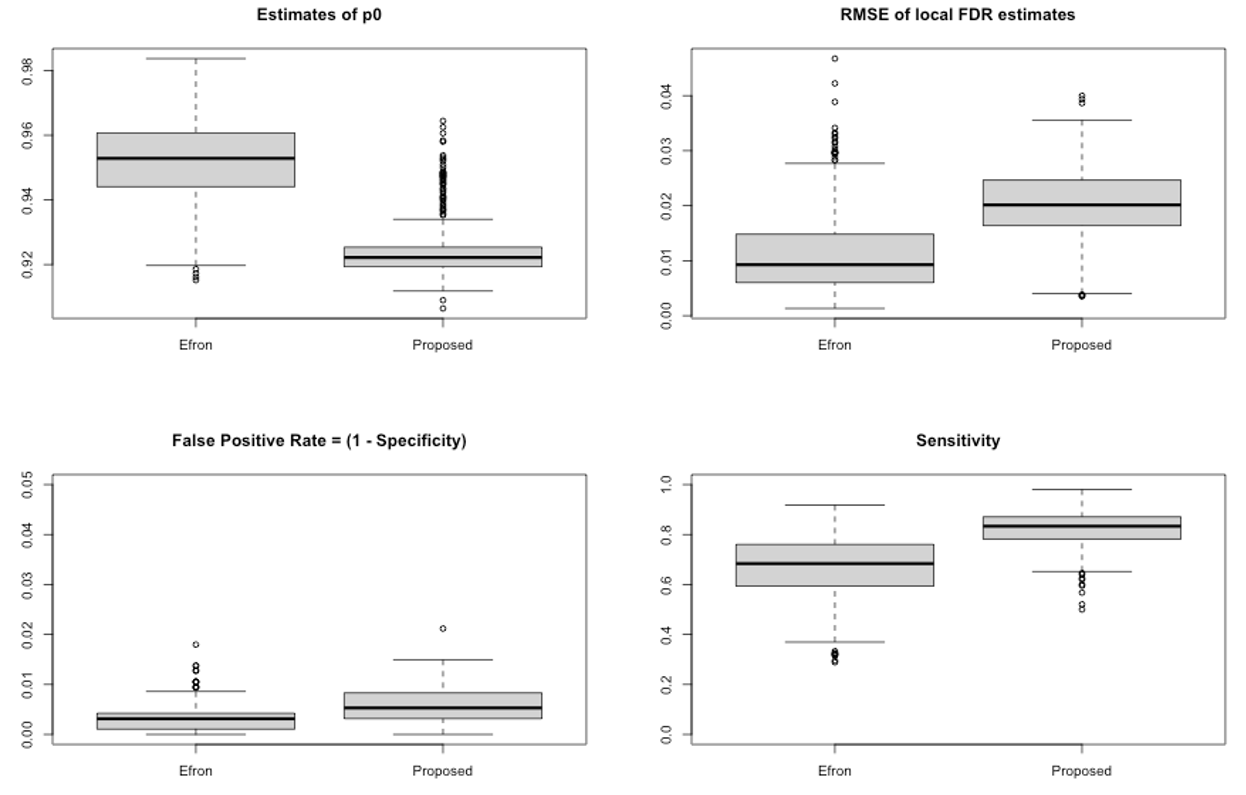 Estimates of p0
0.98
0.96
0.94
0.92
Efron Proposed
RMSE of local FDR estimates
0.04
0.03
0.02
0.01
0.00
Efron Proposed
False Positive Rate = (1 - Specificity)
0.05
0.04
0.03
0.02
0.01
0.00
Efron Proposed
Sensitivity
1.0
0.8
0.6
0.4
0.2
0.0
Efron Proposed